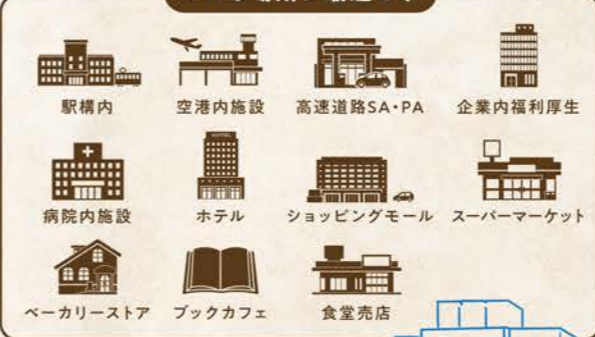 駅構内
空港内施設
高速道路SA・PA
企業内福利厚生
HOTEL
病院内施設
ホテル
ショッピングモール
スーパーマーケット
ベーカリーストア
ブックカフェ
食堂売店